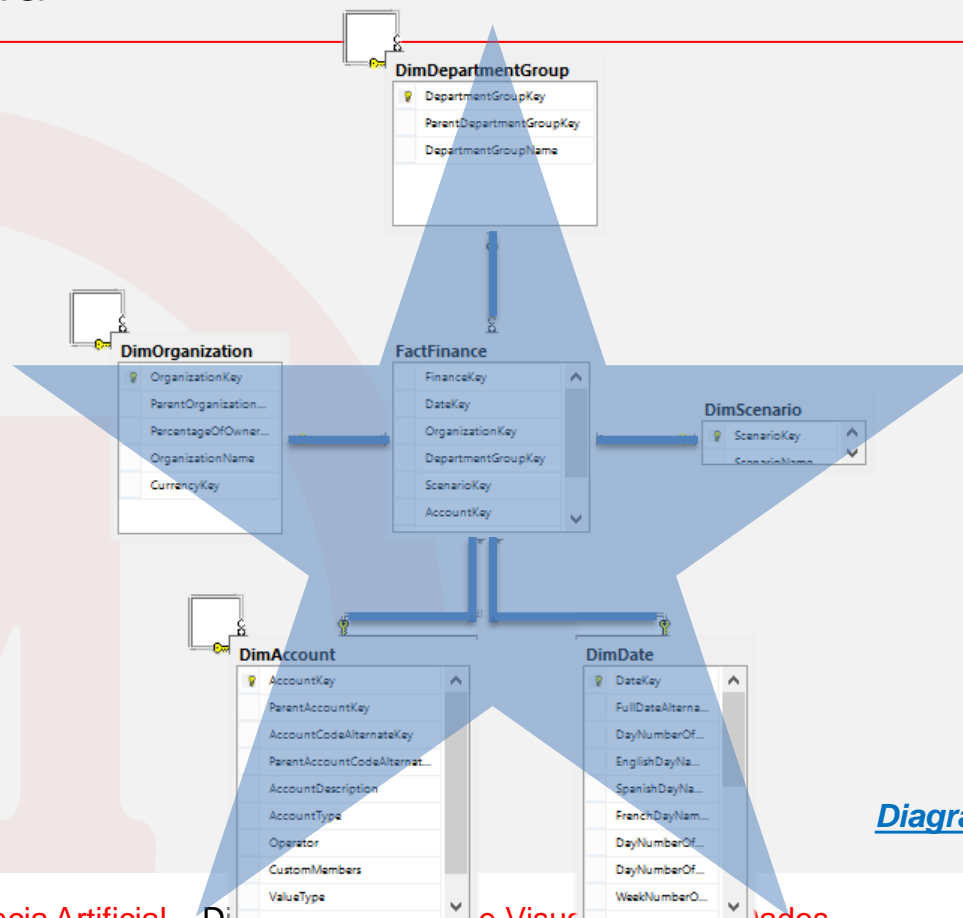 DimDepartmentGroup
DepartmentGroupKey
ParentDepartmentGroupKey
DepartmentGroupName
DimOrganization
OrganizationKey
ParentOrganization...
PercentageOfOwner...
OrganizationName
CurrencyKey
FactFinance
FinanceKey
DateKey
OrganizationKey
DepartmentGroupKey
ScenarioKey
AccountKey
DimScenario
ScenarioKey
ScenarioName
DimAccount
AccountKey
ParentAccountKey
AccountCodeAlternateKey
ParentAccountCodeAlternat...
AccountDescription
AccountType
Operator
CustomMembers
ValueType
DimDate
DateKey
FullDateAlterna...
DayNumberOf...
EnglishDayNa...
SpanishDayNa...
FrenchDayNam...
DayNumberOf...
DayNumberOf...
WeekNumberO...
Diagra
Artificial